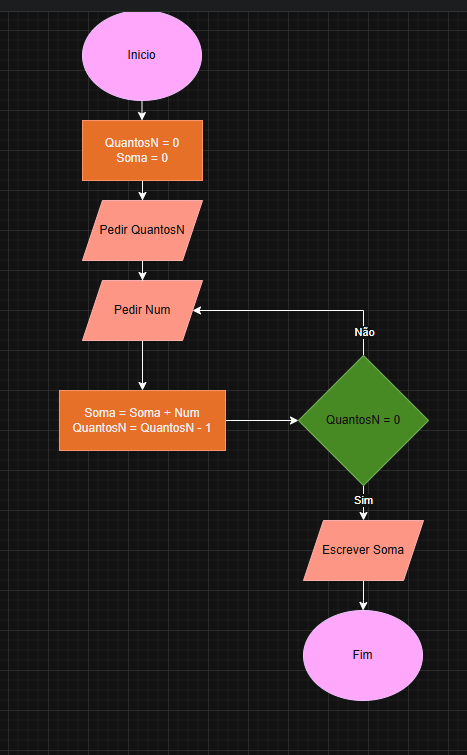 Inicio
QuantosN = 0
Soma = 0
Pedir QuantosN
Pedir Num
Não
Soma = Soma + Num
QuantosN = QuantosN - 1
QuantosN = 0
Sim
Escrever Soma
Fim